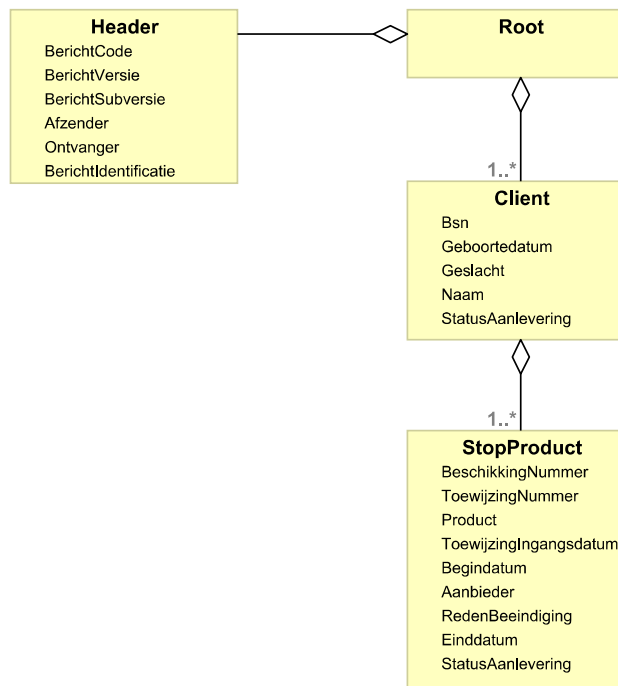 Header
BerichtCode
BerichtVersie
BerichtSubversie
Afzender
Ontvanger
BerichtIdentificatie
Root
1..*
Client
Bsn
Geboortedatum
Geslacht
Naam
StatusAanlevering
1..*
StopProduct
BeschikkingNummer
ToewijzingNummer
Product
ToewijzingIngangsdatum
Begindatum
Aanbieder
RedenBeeindiging
Einddatum
StatusAanlevering